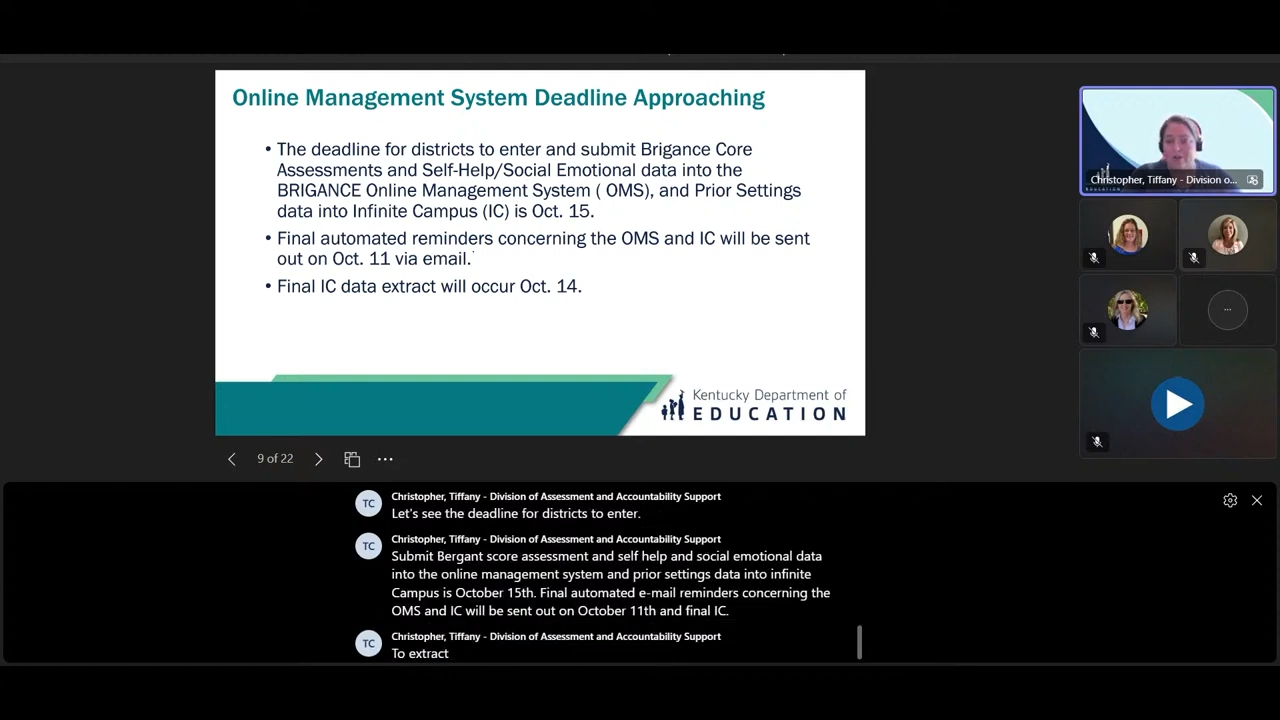 Online Management System Deadline Approaching
• The deadline for districts to enter and submit Brigance Core
Assessments and Self-Help/Social Emotional data into the
BRIGANCE Online Management System ( OMS), and Prior Settings
data into Infinite Campus (IC) is Oct. 15.
• Final automated reminders concerning the OMS and IC will be sent
out on Oct. 11 via email.
• Final IC data extract will occur Oct. 14.
Kentucky Department of
EDUCATION
Christopher, Tiffany - Division o...
9 of 22
TC
Christopher, Tiffany - Division of Assessment and Accountability Support
Let's see the deadline for districts to enter.
TC
Christopher, Tiffany - Division of Assessment and Accountability Support
Submit Bergant score assessment and self help and social emotional data
into the online management system and prior settings data into infinite
Campus is October 15th. Final automated e-mail reminders concerning the
OMS and IC will be sent out on October 11th and final IC.
TC
Christopher, Tiffany - Division of Assessment and Accountability Support
To extract